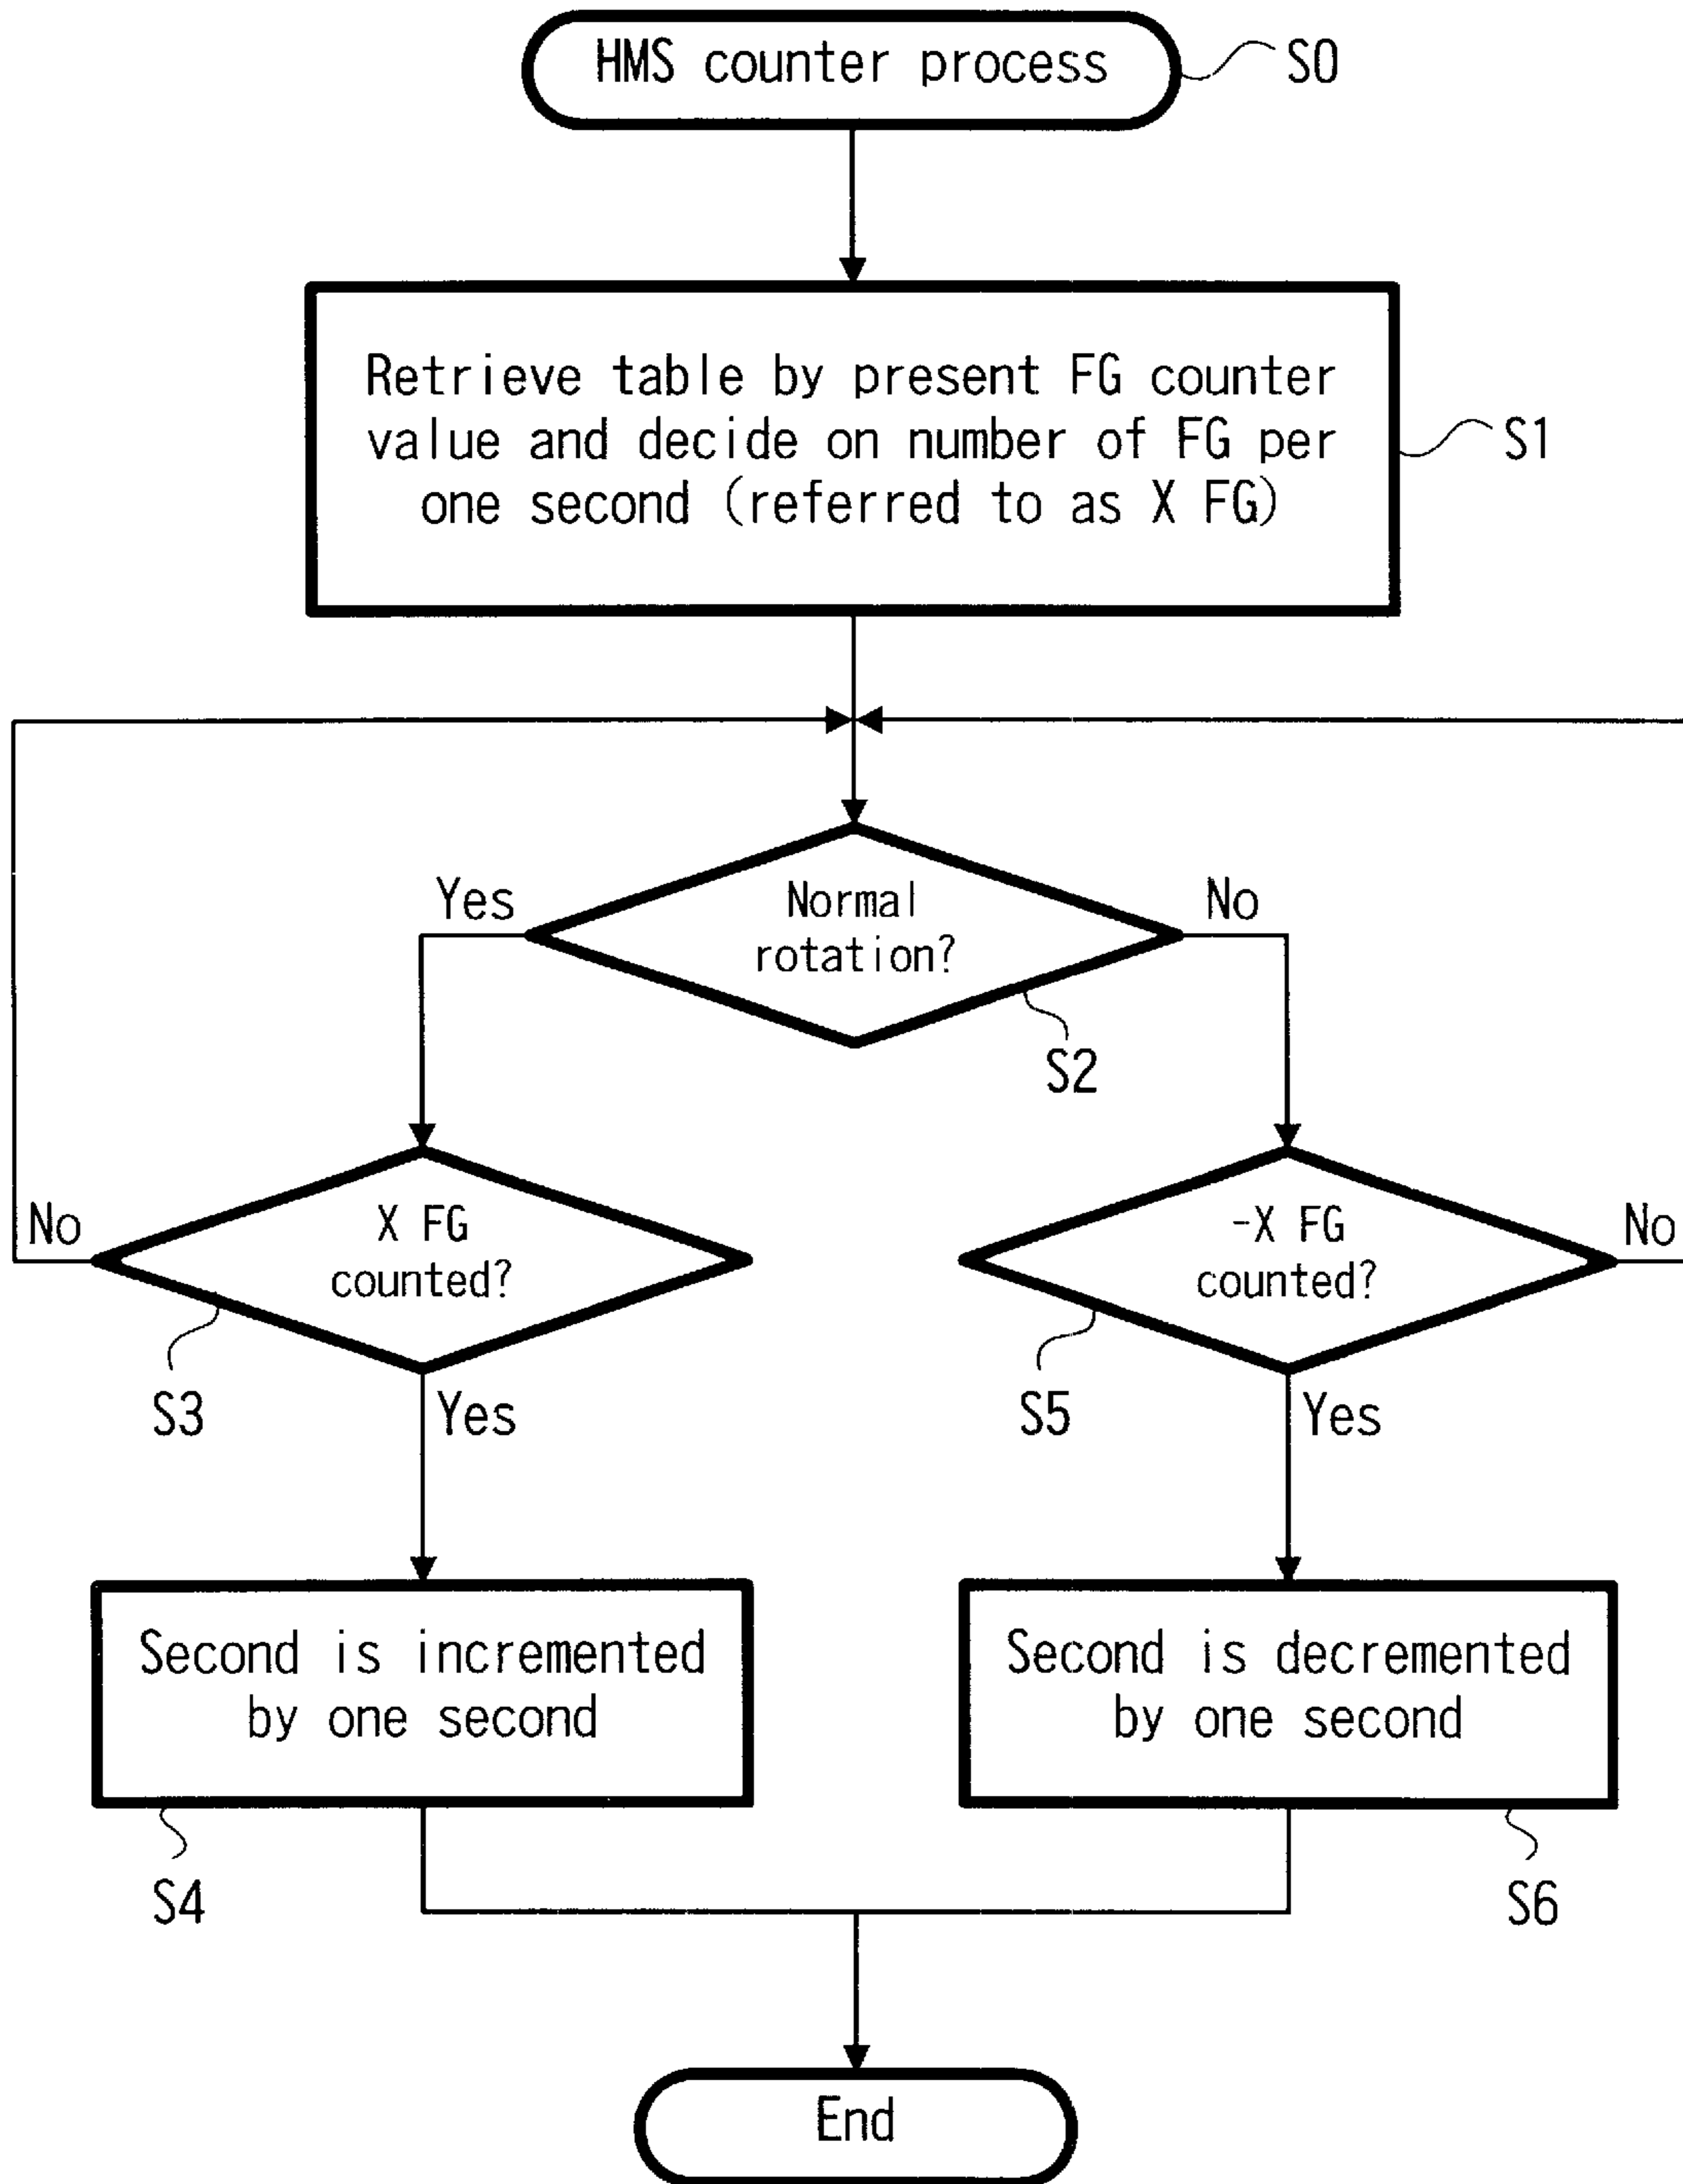 HMS counter process
S0
Retrieve table by present FG counter
value and decide on number of FG per
one second (referred to as X FG)
S1
Normal
rotation?
Yes
No
S2
X FG
counted?
No
Yes
S3
-X FG
counted?
No
Yes
S5
Second is incremented
by one second
S4
Second is decremented
by one second
S6
End